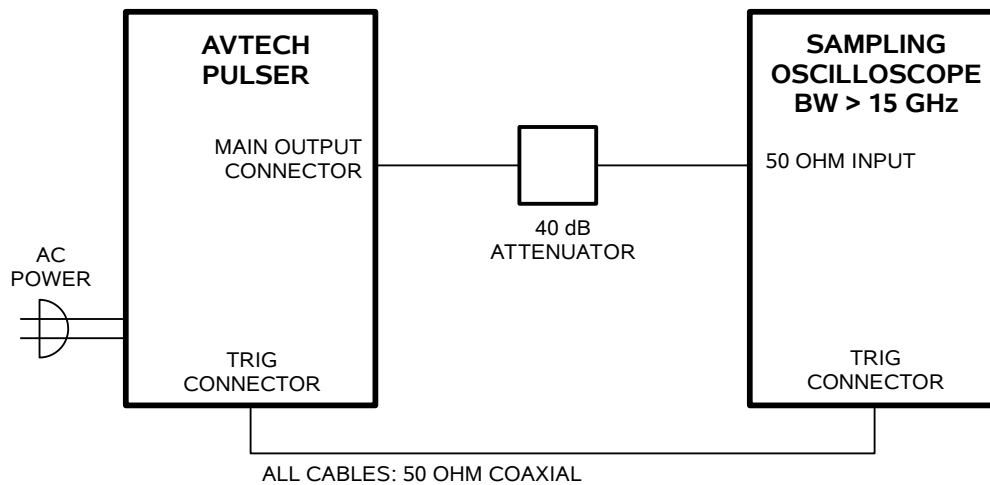 AVTECH
PULSER
MAIN OUTPUT
CONNECTOR
AC
POWER
TRIG
CONNECTOR
40 dB
ATTENUATOR
SAMPLING
OSCILLOSCOPE
BW > 15 GHz
50 OHM INPUT
TRIG
CONNECTOR
ALL CABLES: 50 OHM COAXIAL